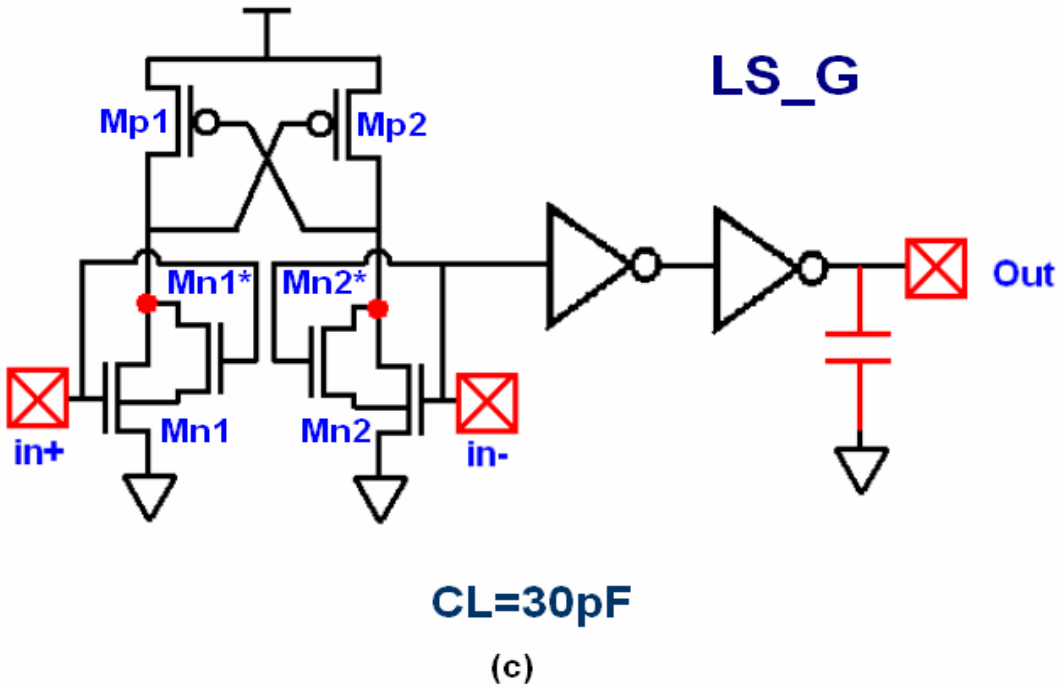 LS_G
Mp1
Mp2
Mn1*
Mn2*
Out
Mn1
Mn2
in+
in-
CL=30pF
(c)